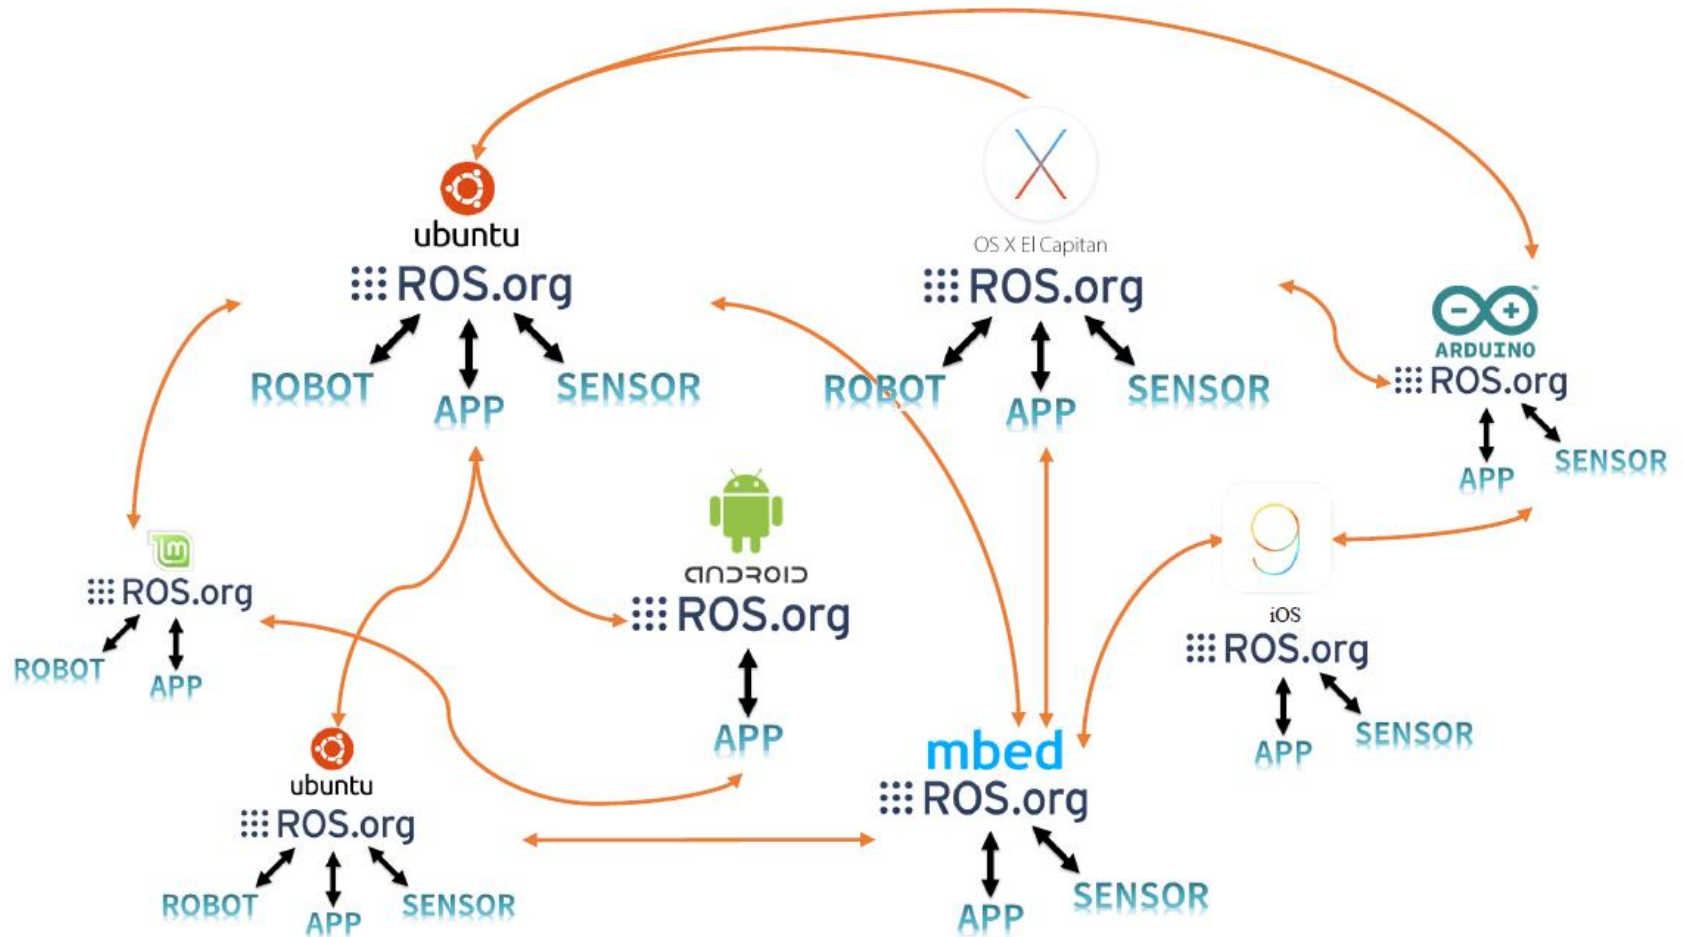 ubuntu
ROS.org
ROBOT
APP
SENSOR
OS X El Capitan
ROS.org
ROBOT
APP
SENSOR
ARDUINO
ROS.org
APP
SENSOR
ROS.org
ROBOT
APP
ANDROID
ROS.org
APP
9
iOS
ROS.org
APP
SENSOR
ubuntu
ROS.org
ROBOT
APP
SENSOR
mbed
ROS.org
APP
SENSOR